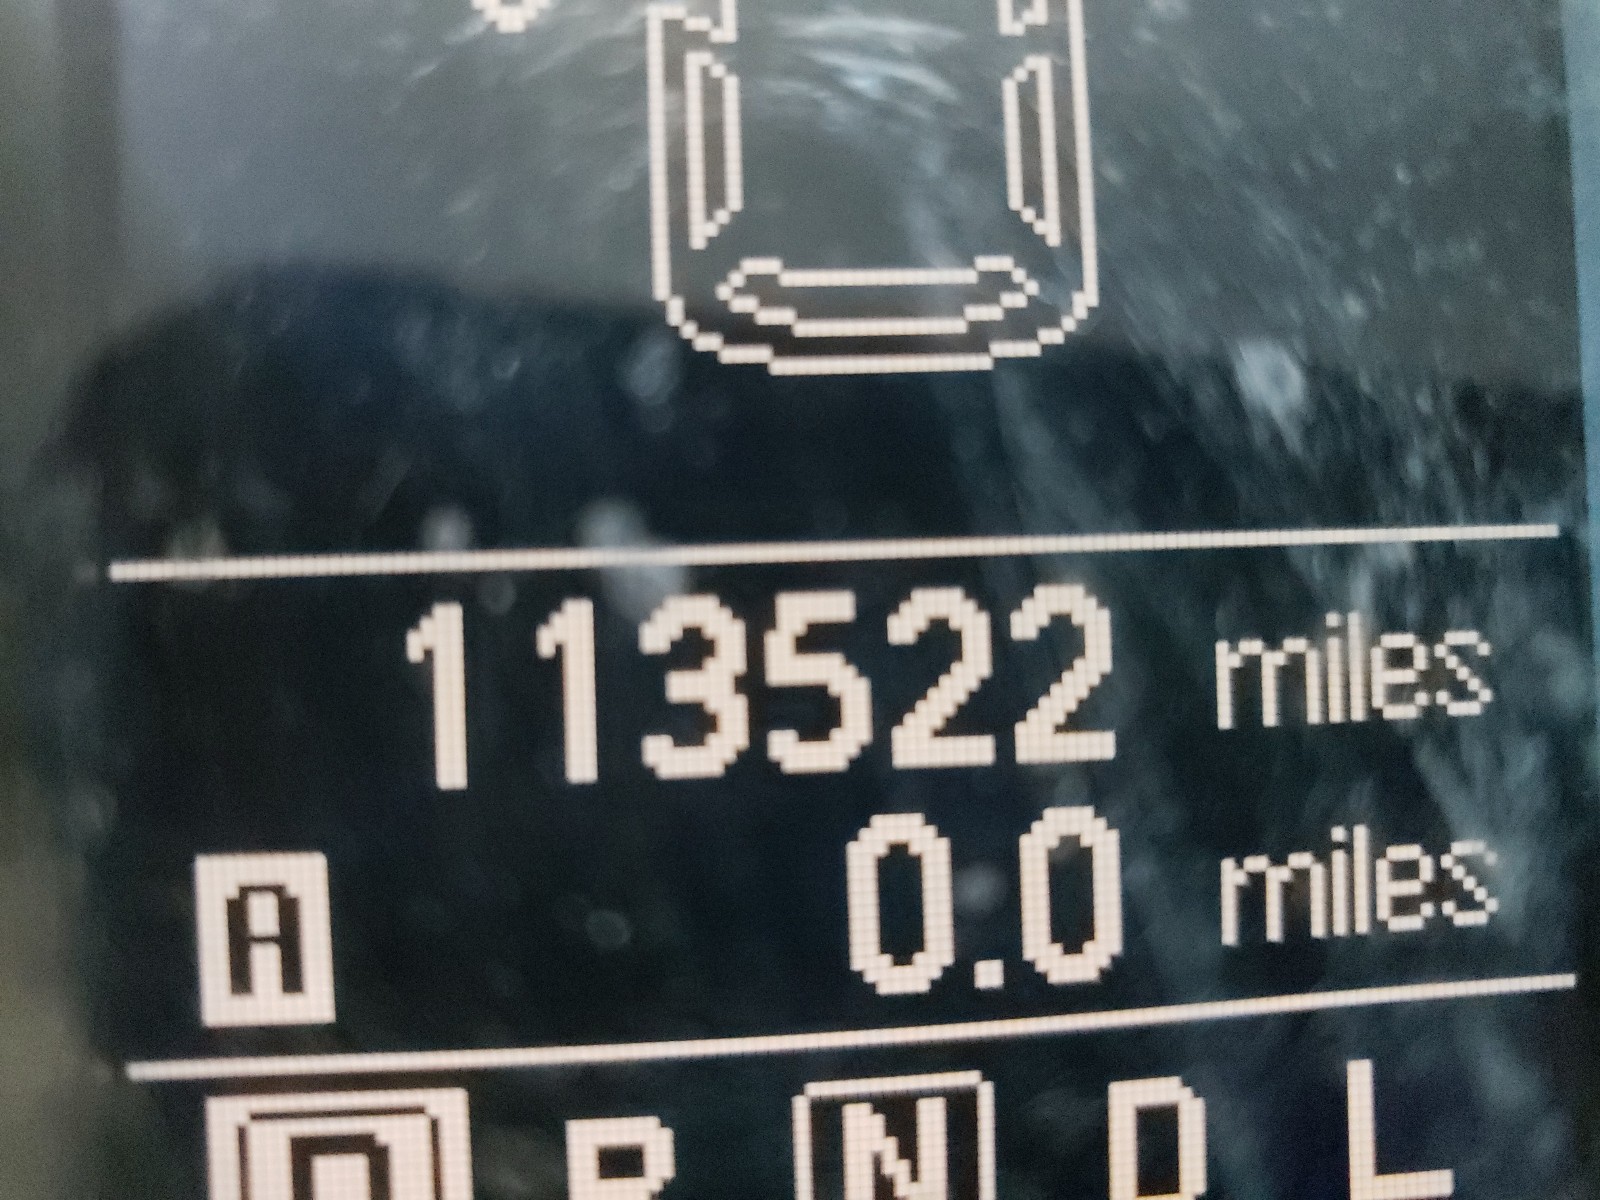 113522 miles
A 0.0 miles
P R N D L